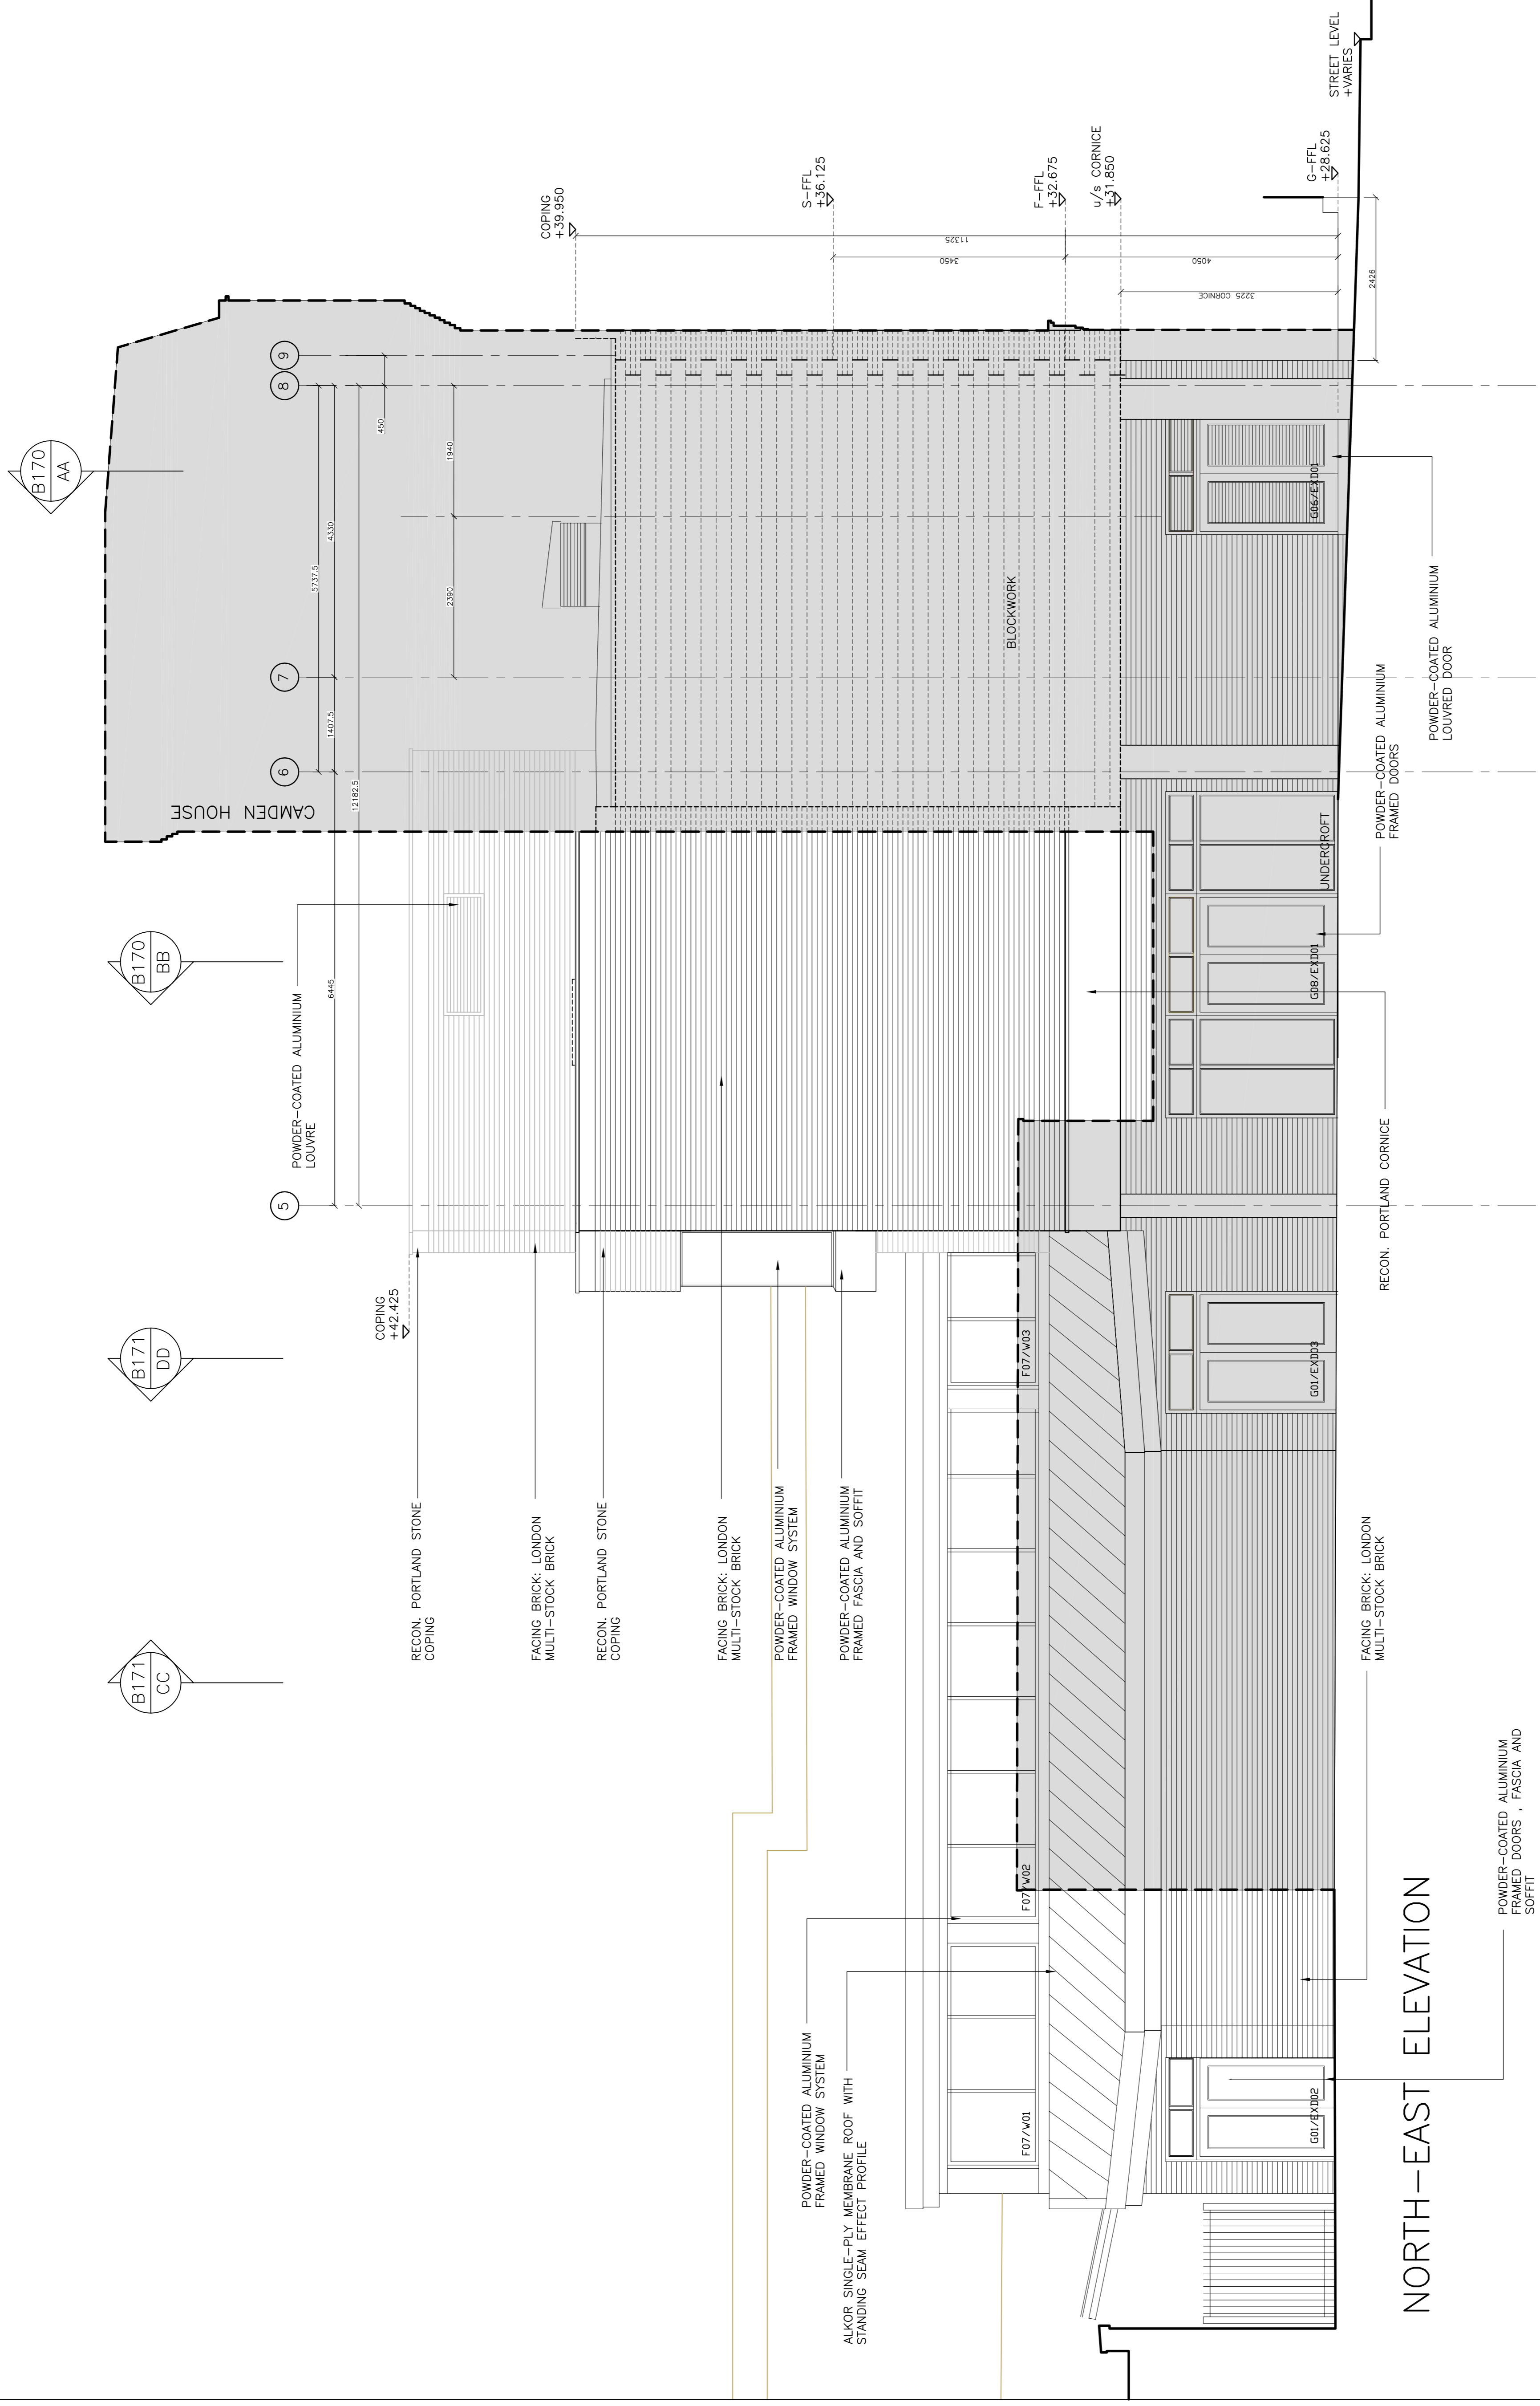 B171
CC
B171
DD
B170
BB
B170
AA
5
6
7
8
9
CAMDEN HOUSE
5737.5
6445
1407.5
4330
12182.5
450
2390
1940
POWDER-COATED ALUMINIUM
LOUVRE
COPING
+42.425
RECON. PORTLAND STONE
COPING
FACING BRICK: LONDON
MULTI-STOCK BRICK
RECON. PORTLAND STONE
COPING
FACING BRICK: LONDON
MULTI-STOCK BRICK
POWDER-COATED ALUMINIUM
FRAMED WINDOW SYSTEM
POWDER-COATED ALUMINIUM
FRAMED FASCIA AND SOFFIT
POWDER-COATED ALUMINIUM
FRAMED WINDOW SYSTEM
ALKOR SINGLE-PLY MEMBRANE ROOF WITH
STANDING SEAM EFFECT PROFILE
COPING
+39.950
S-FFL
+36.125
F-FFL
+32.675
u/s CORNICE
+31.850
G-FFL
+28.625
STREET LEVEL
+VARIES
11325
3450
4050
3225 CORNICE
2426
BLOCKWORK
F07/W01
F07/W02
F07/W03
G01/EXD02
G01/EXD03
G08/EXD01
UNDERCROFT
G06/EXD01
FACING BRICK: LONDON
MULTI-STOCK BRICK
RECON. PORTLAND CORNICE
POWDER-COATED ALUMINIUM
FRAMED DOORS
POWDER-COATED ALUMINIUM
LOUVRED DOOR
NORTH-EAST ELEVATION
POWDER-COATED ALUMINIUM
FRAMED DOORS , FASCIA AND
SOFFIT